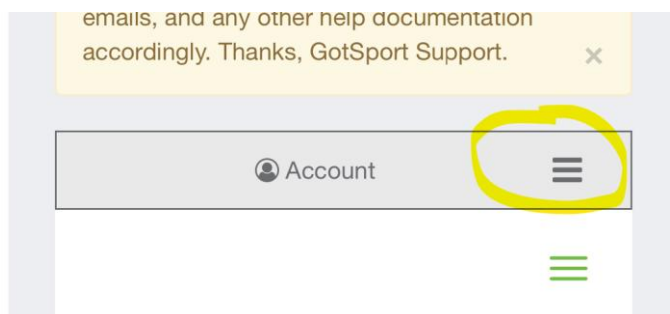 emails, and any other help documentation
accordingly. Thanks, GotSport Support. ×
Account